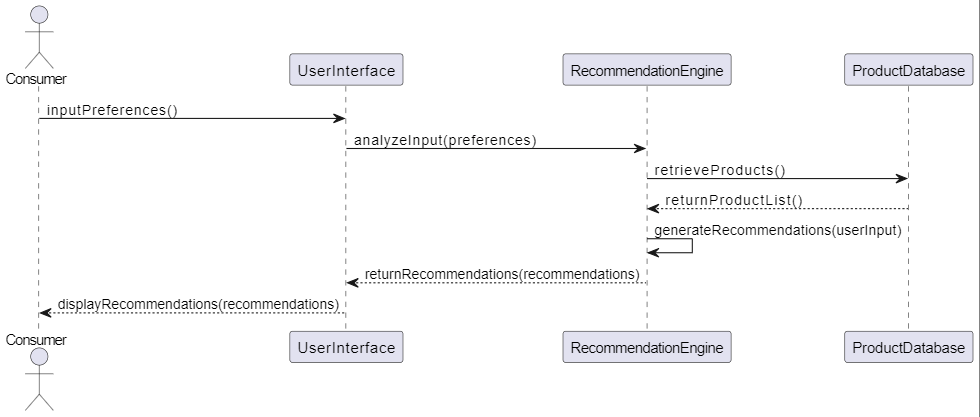 Consumer
UserInterface
RecommendationEngine
ProductDatabase
inputPreferences()
analyzeInput(preferences)
retrieveProducts()
returnProductList()
generateRecommendations(userInput)
returnRecommendations(recommendations)
displayRecommendations(recommendations)
Consumer
UserInterface
RecommendationEngine
ProductDatabase